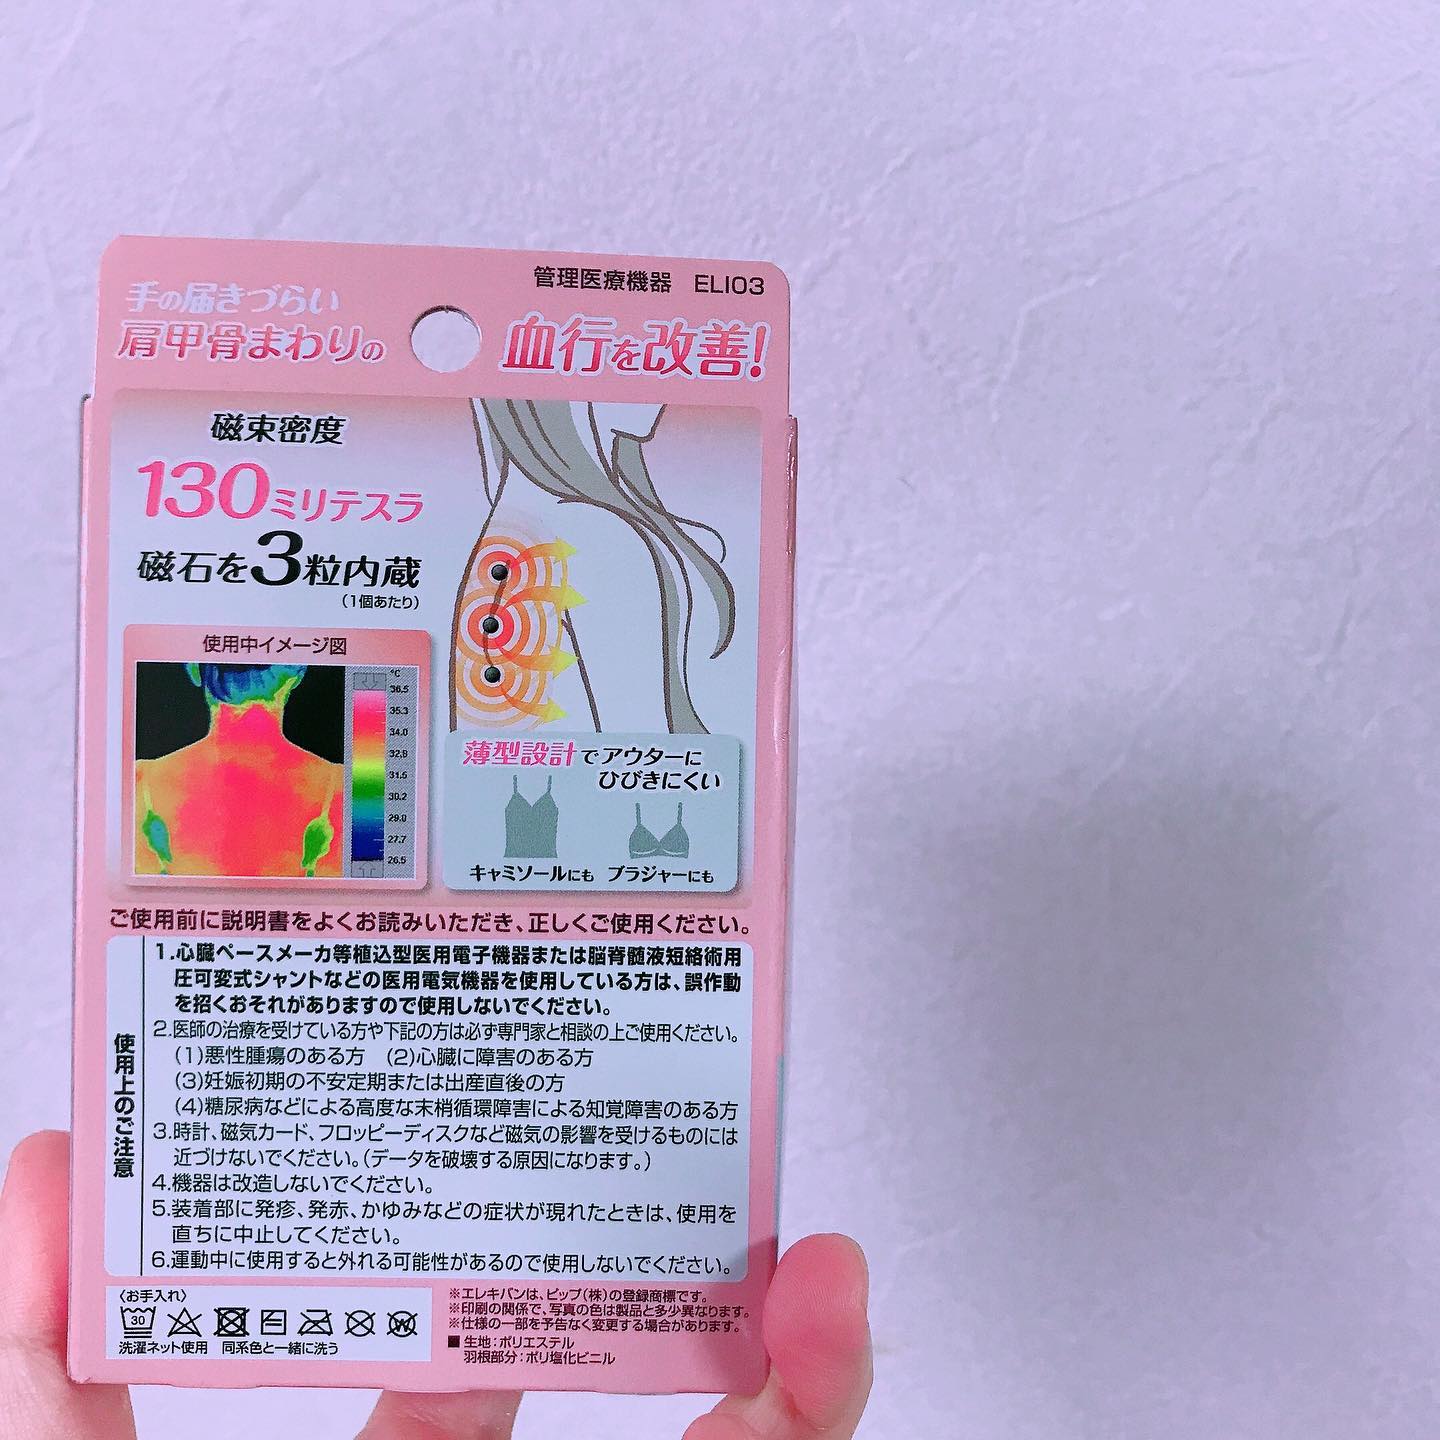 管理医療機器 ELI03
手の届きづらい
肩甲骨まわりの 血行を改善!
磁束密度
130ミリテスラ
磁石を3粒内蔵
(1個あたり)
使用中イメージ図
℃
36.5
35.3
34.0
32.8
31.5
30.2
29.0
27.7
26.5
薄型設計でアウターに
ひびきにくい
キャミソールにも ブラジャーにも
ご使用前に説明書をよくお読みいただき、正しくご使用ください。
使用上のご注意
1.心臓ペースメーカ等植込型医用電子機器または脳脊髄液短絡術用
圧可変式シャントなどの医用電気機器を使用している方は、誤作動
を招くおそれがありますので使用しないでください。
2.医師の治療を受けている方や下記の方は必ず専門家と相談の上ご使用ください。
(1)悪性腫瘍のある方 (2)心臓に障害のある方
(3)妊娠初期の不安定期または出産直後の方
(4)糖尿病などによる高度な末梢循環障害による知覚障害のある方
3.時計、磁気カード、フロッピーディスクなど磁気の影響を受けるものには
近づけないでください。(データを破壊する原因になります。)
4.機器は改造しないでください。
5.装着部に発疹、発赤、かゆみなどの症状が現れたときは、使用を
直ちに中止してください。
6.運動中に使用すると外れる可能性があるので使用しないでください。
〈お手入れ〉
30
W
洗濯ネット使用 同系色と一緒に洗う
※エレキバンは、ピップ(株)の登録商標です。
※印刷の関係で、写真の色は製品と多少異なります。
※仕様の一部を予告なく変更する場合があります。
■生地:ポリエステル
羽根部分:ポリ塩化ビニル